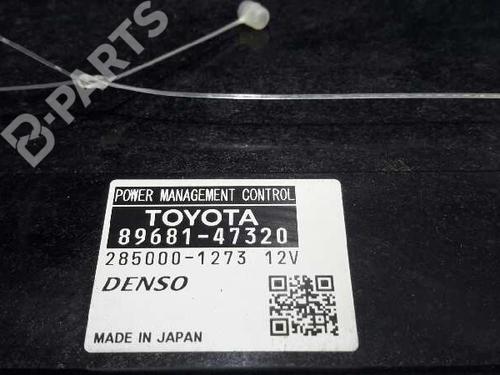 B-PARTS
POWER MANAGEMENT CONTROL
TOYOTA
89681-47320
285000-1273 12V
DENSO
MADE IN JAPAN